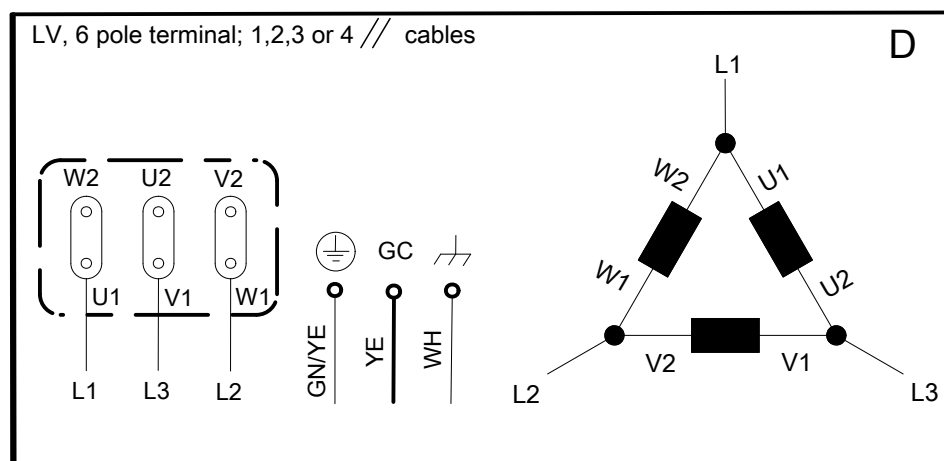 LV, 6 pole terminal; 1,2,3 or 4 // cables
D
L1
W2 U2 V2
U1 V1 W1
L1 L3 L2
GC
GN/YE
YE
WH
W2
U1
W1
U2
V2
V1
L2
L3